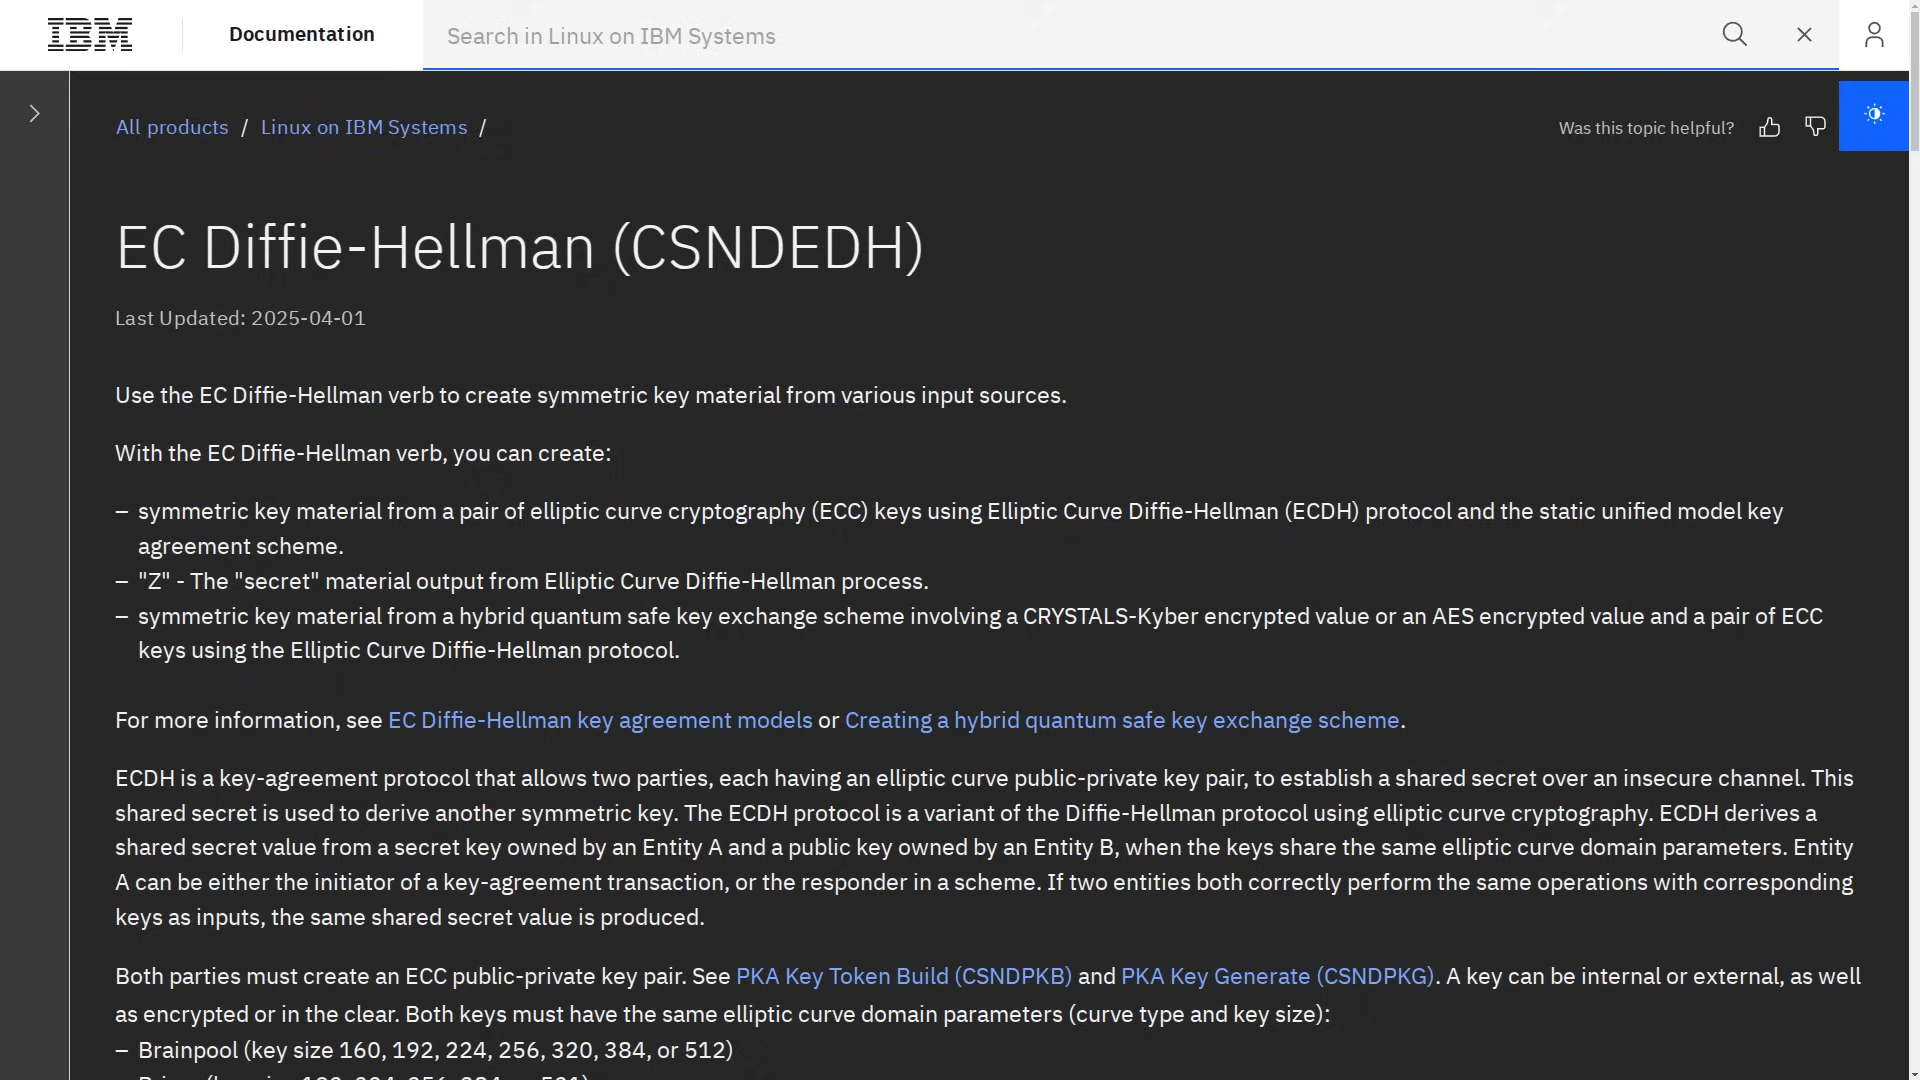 IBM
Documentation
Search in Linux on IBM Systems
All products / Linux on IBM Systems /
Was this topic helpful?
EC Diffie-Hellman (CSNDEDH)
Last Updated: 2025-04-01
Use the EC Diffie-Hellman verb to create symmetric key material from various input sources.
With the EC Diffie-Hellman verb, you can create:
– symmetric key material from a pair of elliptic curve cryptography (ECC) keys using Elliptic Curve Diffie-Hellman (ECDH) protocol and the static unified model key
agreement scheme.
– "Z" - The "secret" material output from Elliptic Curve Diffie-Hellman process.
– symmetric key material from a hybrid quantum safe key exchange scheme involving a CRYSTALS-Kyber encrypted value or an AES encrypted value and a pair of ECC
keys using the Elliptic Curve Diffie-Hellman protocol.
For more information, see EC Diffie-Hellman key agreement models or Creating a hybrid quantum safe key exchange scheme.
ECDH is a key-agreement protocol that allows two parties, each having an elliptic curve public-private key pair, to establish a shared secret over an insecure channel. This
shared secret is used to derive another symmetric key. The ECDH protocol is a variant of the Diffie-Hellman protocol using elliptic curve cryptography. ECDH derives a
shared secret value from a secret key owned by an Entity A and a public key owned by an Entity B, when the keys share the same elliptic curve domain parameters. Entity
A can be either the initiator of a key-agreement transaction, or the responder in a scheme. If two entities both correctly perform the same operations with corresponding
keys as inputs, the same shared secret value is produced.
Both parties must create an ECC public-private key pair. See PKA Key Token Build (CSNDPKB) and PKA Key Generate (CSNDPKG). A key can be internal or external, as well
as encrypted or in the clear. Both keys must have the same elliptic curve domain parameters (curve type and key size):
– Brainpool (key size 160, 192, 224, 256, 320, 384, or 512)